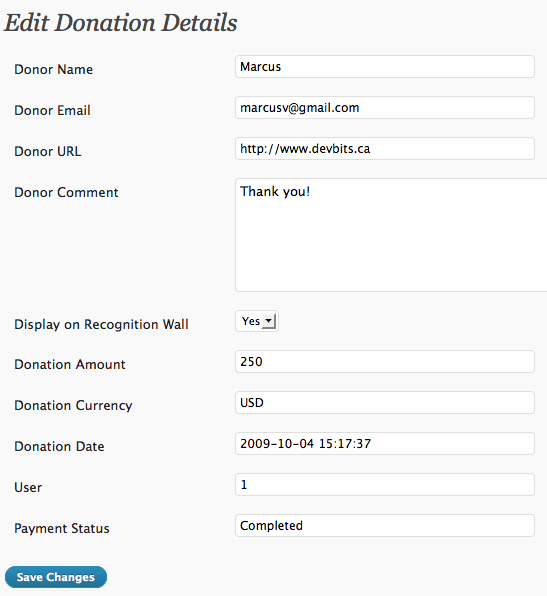 Edit Donation Details
Donor Name Marcus
Donor Email marcusv@gmail.com
Donor URL http://www.devbits.ca
Donor Comment Thank you!
Display on Recognition Wall Yes
Donation Amount 250
Donation Currency USD
Donation Date 2009-10-04 15:17:37
User 1
Payment Status Completed
Save Changes